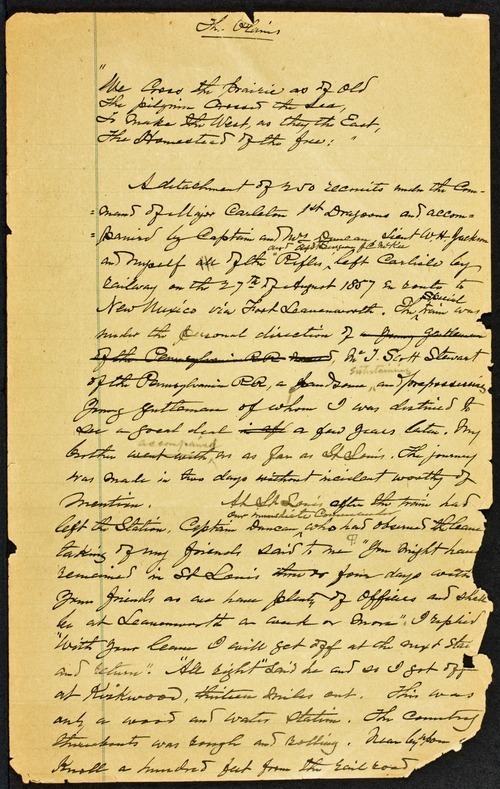 The Plains
"We Cross the prairie as of old
The pilgrim Crossed the Sea,
To make the West, as they the East,
The Homestead of the free:"
A detachment of 250 recruits under the Com-
=mand of Major Carleton 1st Dragoons and accom=
=panied by Captain and Mrs Duncan Lieut W.H. Jackson
and myself all of the "Rifles", left Carlisle by
railway on the 27th of August 1857 en route to
New Mexico via Fort Leavenworth. The special train was
under the personal direction of a young gentleman
of the Pennsylvania R.R. Mr. J. Scott Stewart
of the Pennsylvania RR, a handsome, entertaining and prepossessing
Young gentleman of whom I was destined to
see a good deal a few years later. My
brother went with accompanied us as far as St Louis. The journey
was made in two days without incident worthy of
mention. At St Louis after the train had
left the Station, Captain Duncan, our immediate Commander who had observed the leave
taking of my friends said to me "You might have
remained in St Louis three or four days with
Your friends as we have plenty of Officers and shall
be at Leavenworth a week or more". I replied
"With your leave I will get off at the next Sta
and return". "All right" said he and so I got off
at Kirkwood, thirteen miles out. This was
only a wood and water Station. The Country
thereabouts was rough and rolling. Near by on
Knoll a hundred feet from the rail road